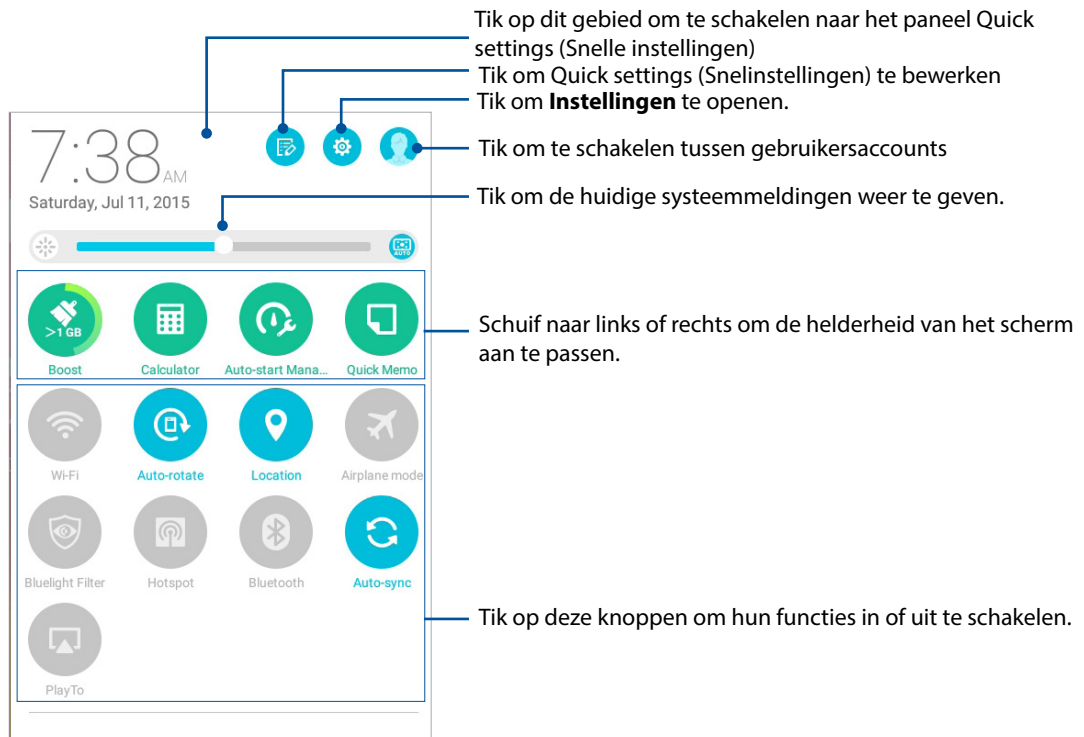 Tik op dit gebied om te schakelen naar het paneel Quick
settings (Snelle instellingen)
Tik om Quick settings (Snelinstellingen) te bewerken
Tik om Instellingen te openen.
Tik om te schakelen tussen gebruikersaccounts
Tik om de huidige systeemmeldingen weer te geven.
Schuif naar links of rechts om de helderheid van het scherm
aan te passen.
Tik op deze knoppen om hun functies in of uit te schakelen.
7:38 AM
Saturday, Jul 11, 2015
AUTO
>1 GB
Boost
Calculator
Auto-start Mana...
Quick Memo
Wi-Fi
Auto-rotate
Location
Airplane mode
Bluelight Filter
Hotspot
Bluetooth
Auto-sync
PlayTo